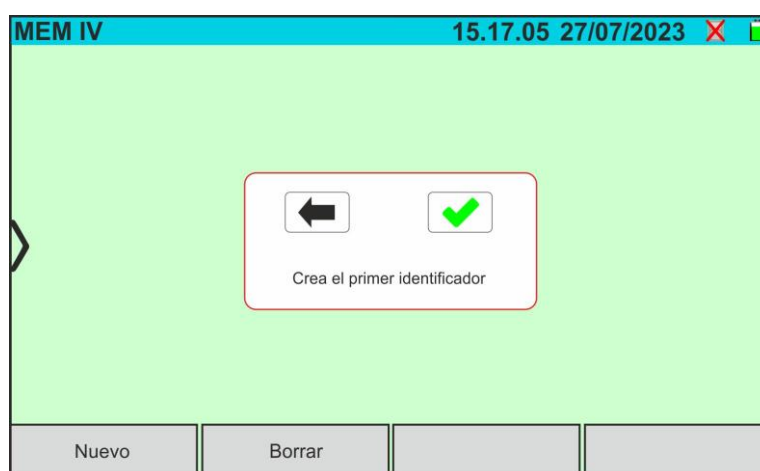 MEM IV 15.17.05 27/07/2023
Crea el primer identificador
Nuevo Borrar